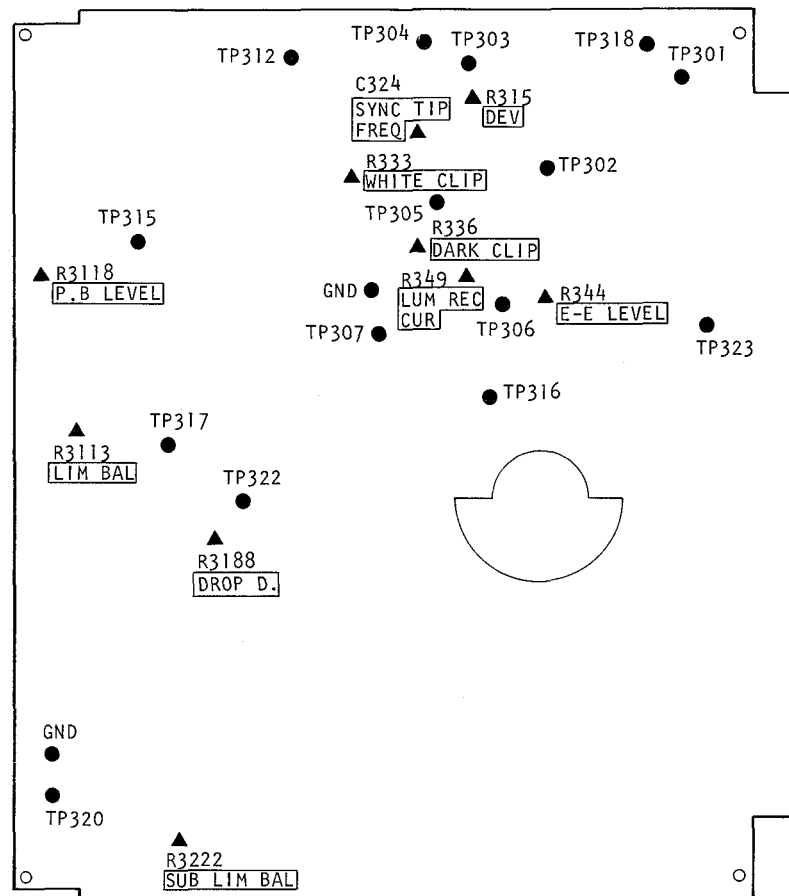 TP304
TP303
TP318
TP312
TP301
C324
SYNC TIP
FREQ
R315
DEV
R333
WHITE CLIP
TP302
TP305
TP315
R336
DARK CLIP
R3118
P.B LEVEL
GND
R349
LUM REC
CUR
TP306
R344
E-E LEVEL
TP307
TP323
TP316
TP317
R3113
LIM BAL
TP322
R3188
DROP D.
GND
TP320
R3222
SUB LIM BAL